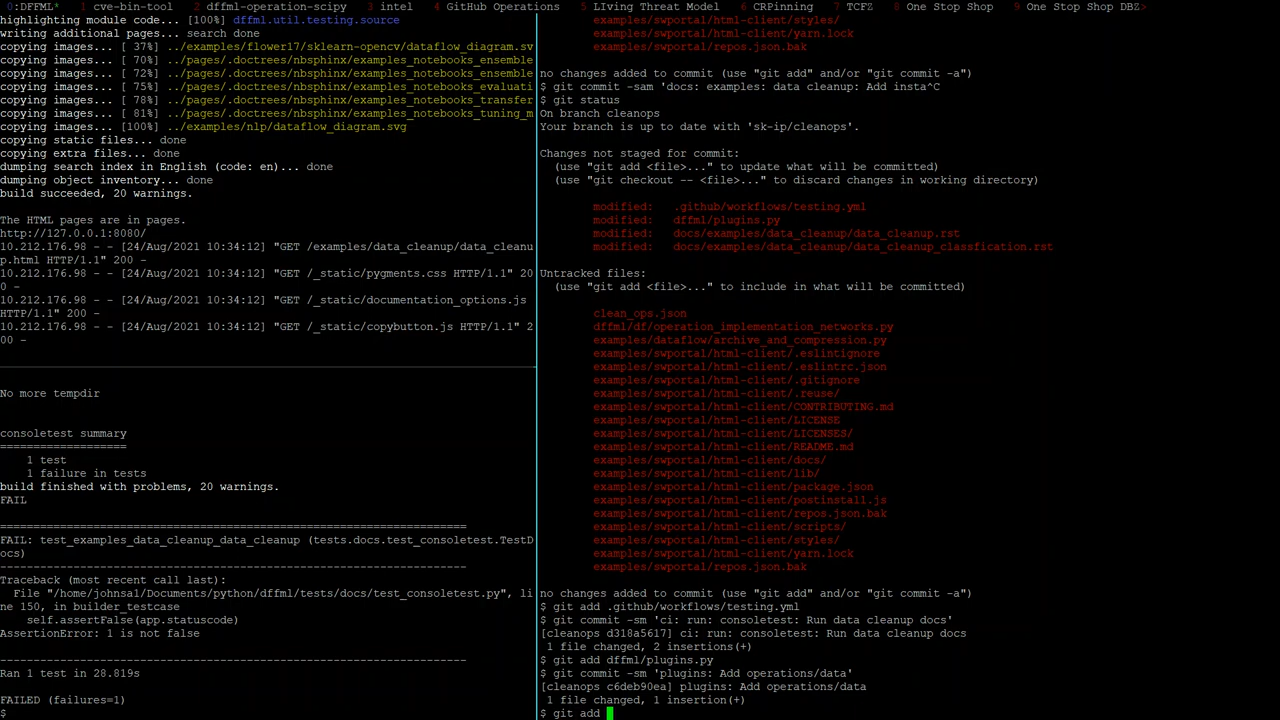 0:DFFML*  1 cve-bin-tool  2 dffml-operation-scipy  3 intel  4 GitHub Operations  5 LIving Threat Model  6 CRPinning  7 TCFZ  8 One Stop Shop  9 One Stop Shop DBZ>
highlighting module code... [100%] dffml.util.testing.source
writing additional pages... search done
copying images... [ 37%] ../examples/flower17/sklearn-opencv/dataflow_diagram.sv
copying images... [ 70%] ../pages/.doctrees/nbsphinx/examples_notebooks_ensemble
copying images... [ 72%] ../pages/.doctrees/nbsphinx/examples_notebooks_ensemble
copying images... [ 75%] ../pages/.doctrees/nbsphinx/examples_notebooks_evaluati
copying images... [ 78%] ../pages/.doctrees/nbsphinx/examples_notebooks_transfer
copying images... [ 81%] ../pages/.doctrees/nbsphinx/examples_notebooks_tuning_m
copying images... [100%] ../examples/nlp/dataflow_diagram.svg
copying static files... done
copying extra files... done
dumping search index in English (code: en)... done
dumping object inventory... done
build succeeded, 20 warnings.
The HTML pages are in pages.
http://127.0.0.1:8080/
10.212.176.98 - - [24/Aug/2021 10:34:12] "GET /examples/data_cleanup/data_cleanu
p.html HTTP/1.1" 200 -
10.212.176.98 - - [24/Aug/2021 10:34:12] "GET /_static/pygments.css HTTP/1.1" 20
0 -
10.212.176.98 - - [24/Aug/2021 10:34:12] "GET /_static/documentation_options.js
HTTP/1.1" 200 -
10.212.176.98 - - [24/Aug/2021 10:34:12] "GET /_static/copybutton.js HTTP/1.1" 2
00 -
No more tempdir
consoletest summary
===================
1 test
1 failure in tests
build finished with problems, 20 warnings.
FAIL
======================================================================
FAIL: test_examples_data_cleanup_data_cleanup (tests.docs.test_consoletest.TestD
ocs)
----------------------------------------------------------------------
Traceback (most recent call last):
File "/home/johnsa1/Documents/python/dffml/tests/docs/test_consoletest.py", li
ne 150, in builder_testcase
self.assertFalse(app.statuscode)
AssertionError: 1 is not false
----------------------------------------------------------------------
Ran 1 test in 28.819s
FAILED (failures=1)
$
examples/swportal/html-client/styles/
examples/swportal/html-client/yarn.lock
examples/swportal/repos.json.bak
no changes added to commit (use "git add" and/or "git commit -a")
$ git commit -sam 'docs: examples: data cleanup: Add insta^C
$ git status
On branch cleanops
Your branch is up to date with 'sk-ip/cleanops'.
Changes not staged for commit:
(use "git add <file>..." to update what will be committed)
(use "git checkout -- <file>..." to discard changes in working directory)
modified:   .github/workflows/testing.yml
modified:   dffml/plugins.py
modified:   docs/examples/data_cleanup/data_cleanup.rst
modified:   docs/examples/data_cleanup/data_cleanup_classfication.rst
Untracked files:
(use "git add <file>..." to include in what will be committed)
clean_ops.json
dffml/df/operation_implementation_networks.py
examples/dataflow/archive_and_compression.py
examples/swportal/html-client/.eslintignore
examples/swportal/html-client/.eslintrc.json
examples/swportal/html-client/.gitignore
examples/swportal/html-client/.reuse/
examples/swportal/html-client/CONTRIBUTING.md
examples/swportal/html-client/LICENSE
examples/swportal/html-client/LICENSES/
examples/swportal/html-client/README.md
examples/swportal/html-client/docs/
examples/swportal/html-client/lib/
examples/swportal/html-client/package.json
examples/swportal/html-client/postinstall.js
examples/swportal/html-client/repos.json.bak
examples/swportal/html-client/scripts/
examples/swportal/html-client/styles/
examples/swportal/html-client/yarn.lock
examples/swportal/repos.json.bak
no changes added to commit (use "git add" and/or "git commit -a")
$ git add .github/workflows/testing.yml
$ git commit -sm 'ci: run: consoletest: Run data cleanup docs'
[cleanops d318a5617] ci: run: consoletest: Run data cleanup docs
1 file changed, 2 insertions(+)
$ git add dffml/plugins.py
$ git commit -sm 'plugins: Add operations/data'
[cleanops c6deb90ea] plugins: Add operations/data
1 file changed, 1 insertion(+)
$ git add